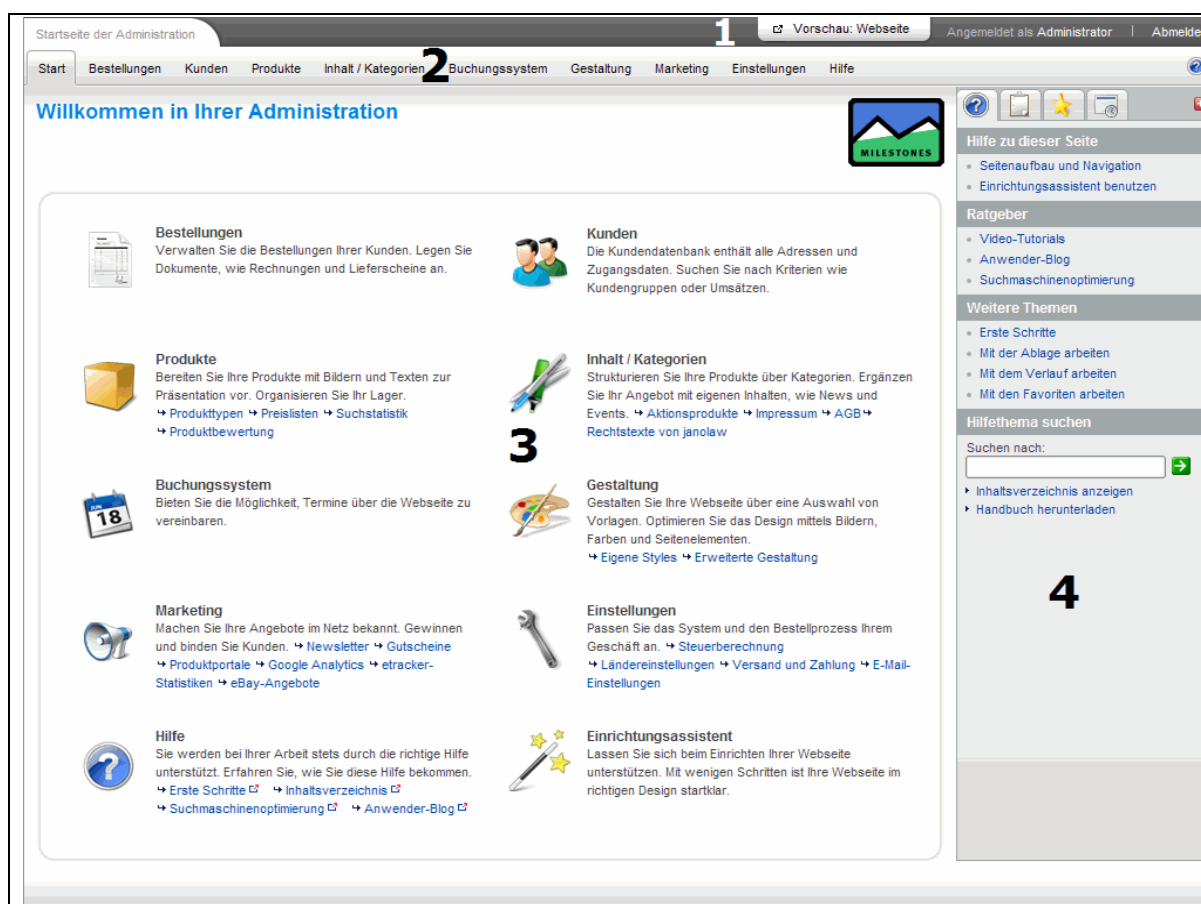 Startseite der Administration
1
Vorschau: Webseite
Angemeldet als Administrator | Abmelde
Start Bestellungen Kunden Produkte Inhalt / Kategorien 2 Buchungssystem Gestaltung Marketing Einstellungen Hilfe
Willkommen in Ihrer Administration
MILESTONES
Bestellungen
Verwalten Sie die Bestellungen Ihrer Kunden. Legen Sie
Dokumente, wie Rechnungen und Lieferscheine an.
Kunden
Die Kundendatenbank enthält alle Adressen und
Zugangsdaten. Suchen Sie nach Kriterien wie
Kundengruppen oder Umsätzen.
Produkte
Bereiten Sie Ihre Produkte mit Bildern und Texten zur
Präsentation vor. Organisieren Sie Ihr Lager.
↪ Produkttypen ↪ Preislisten ↪ Suchstatistik
↪ Produktbewertung
Inhalt / Kategorien
Strukturieren Sie Ihre Produkte über Kategorien. Ergänzen
Sie Ihr Angebot mit eigenen Inhalten, wie News und
Events. ↪ Aktionsprodukte ↪ Impressum ↪ AGB ↪
Rechtstexte von janolaw
3
Buchungssystem
Bieten Sie die Möglichkeit, Termine über die Webseite zu
vereinbaren.
JUN
18
Gestaltung
Gestalten Sie Ihre Webseite über eine Auswahl von
Vorlagen. Optimieren Sie das Design mittels Bildern,
Farben und Seitenelementen.
↪ Eigene Styles ↪ Erweiterte Gestaltung
Marketing
Machen Sie Ihre Angebote im Netz bekannt. Gewinnen
und binden Sie Kunden. ↪ Newsletter ↪ Gutscheine
↪ Produktportale ↪ Google Analytics ↪ etracker-
Statistiken ↪ eBay-Angebote
Einstellungen
Passen Sie das System und den Bestellprozess Ihrem
Geschäft an. ↪ Steuerberechnung
↪ Ländereinstellungen ↪ Versand und Zahlung ↪ E-Mail-
Einstellungen
Hilfe
Sie werden bei Ihrer Arbeit stets durch die richtige Hilfe
unterstützt. Erfahren Sie, wie Sie diese Hilfe bekommen.
↪ Erste Schritte ↪ Inhaltsverzeichnis
↪ Suchmaschinenoptimierung ↪ Anwender-Blog
Einrichtungsassistent
Lassen Sie sich beim Einrichten Ihrer Webseite
unterstützen. Mit wenigen Schritten ist Ihre Webseite im
richtigen Design startklar.
Hilfe zu dieser Seite
Seitenaufbau und Navigation
Einrichtungsassistent benutzen
Ratgeber
Video-Tutorials
Anwender-Blog
Suchmaschinenoptimierung
Weitere Themen
Erste Schritte
Mit der Ablage arbeiten
Mit dem Verlauf arbeiten
Mit den Favoriten arbeiten
Hilfethema suchen
Suchen nach:
Inhaltsverzeichnis anzeigen
Handbuch herunterladen
4